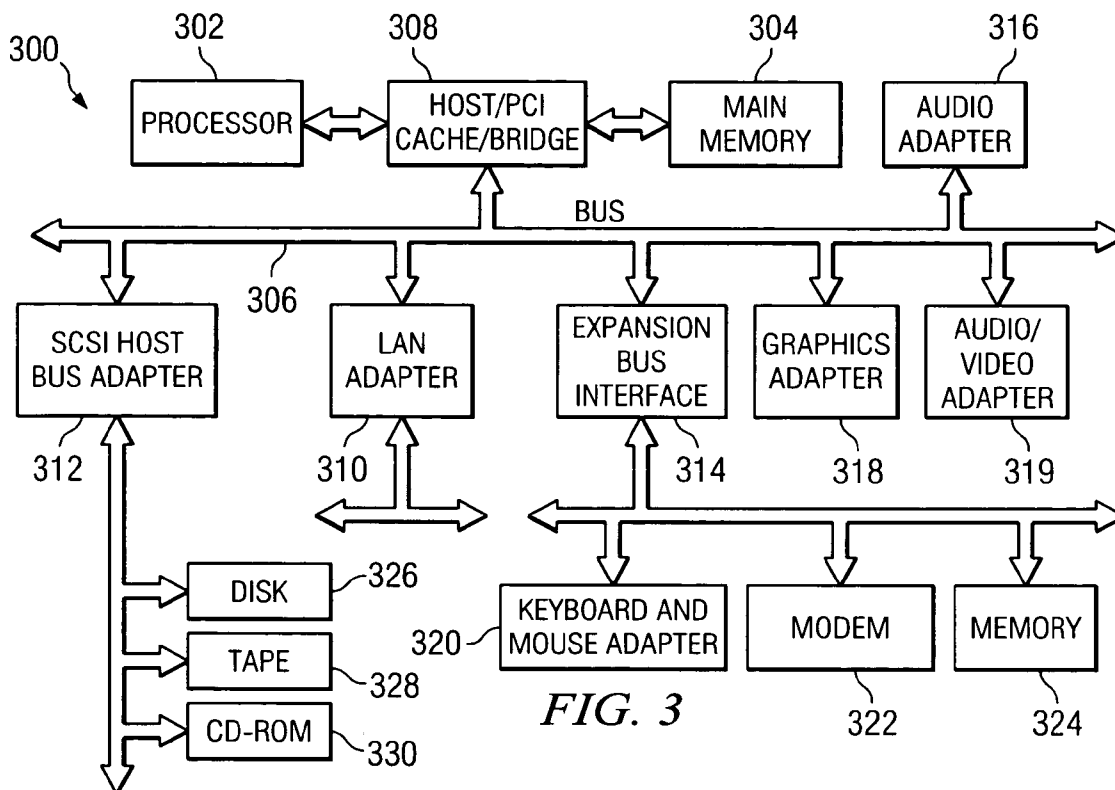 300
302
308
304
316
PROCESSOR
HOST/PCI
CACHE/BRIDGE
MAIN
MEMORY
AUDIO
ADAPTER
BUS
306
SCSI HOST
BUS ADAPTER
LAN
ADAPTER
EXPANSION
BUS
INTERFACE
GRAPHICS
ADAPTER
AUDIO/
VIDEO
ADAPTER
312
310
314
318
319
DISK
326
TAPE
328
CD-ROM
330
320
KEYBOARD AND
MOUSE ADAPTER
MODEM
MEMORY
322
324
FIG. 3